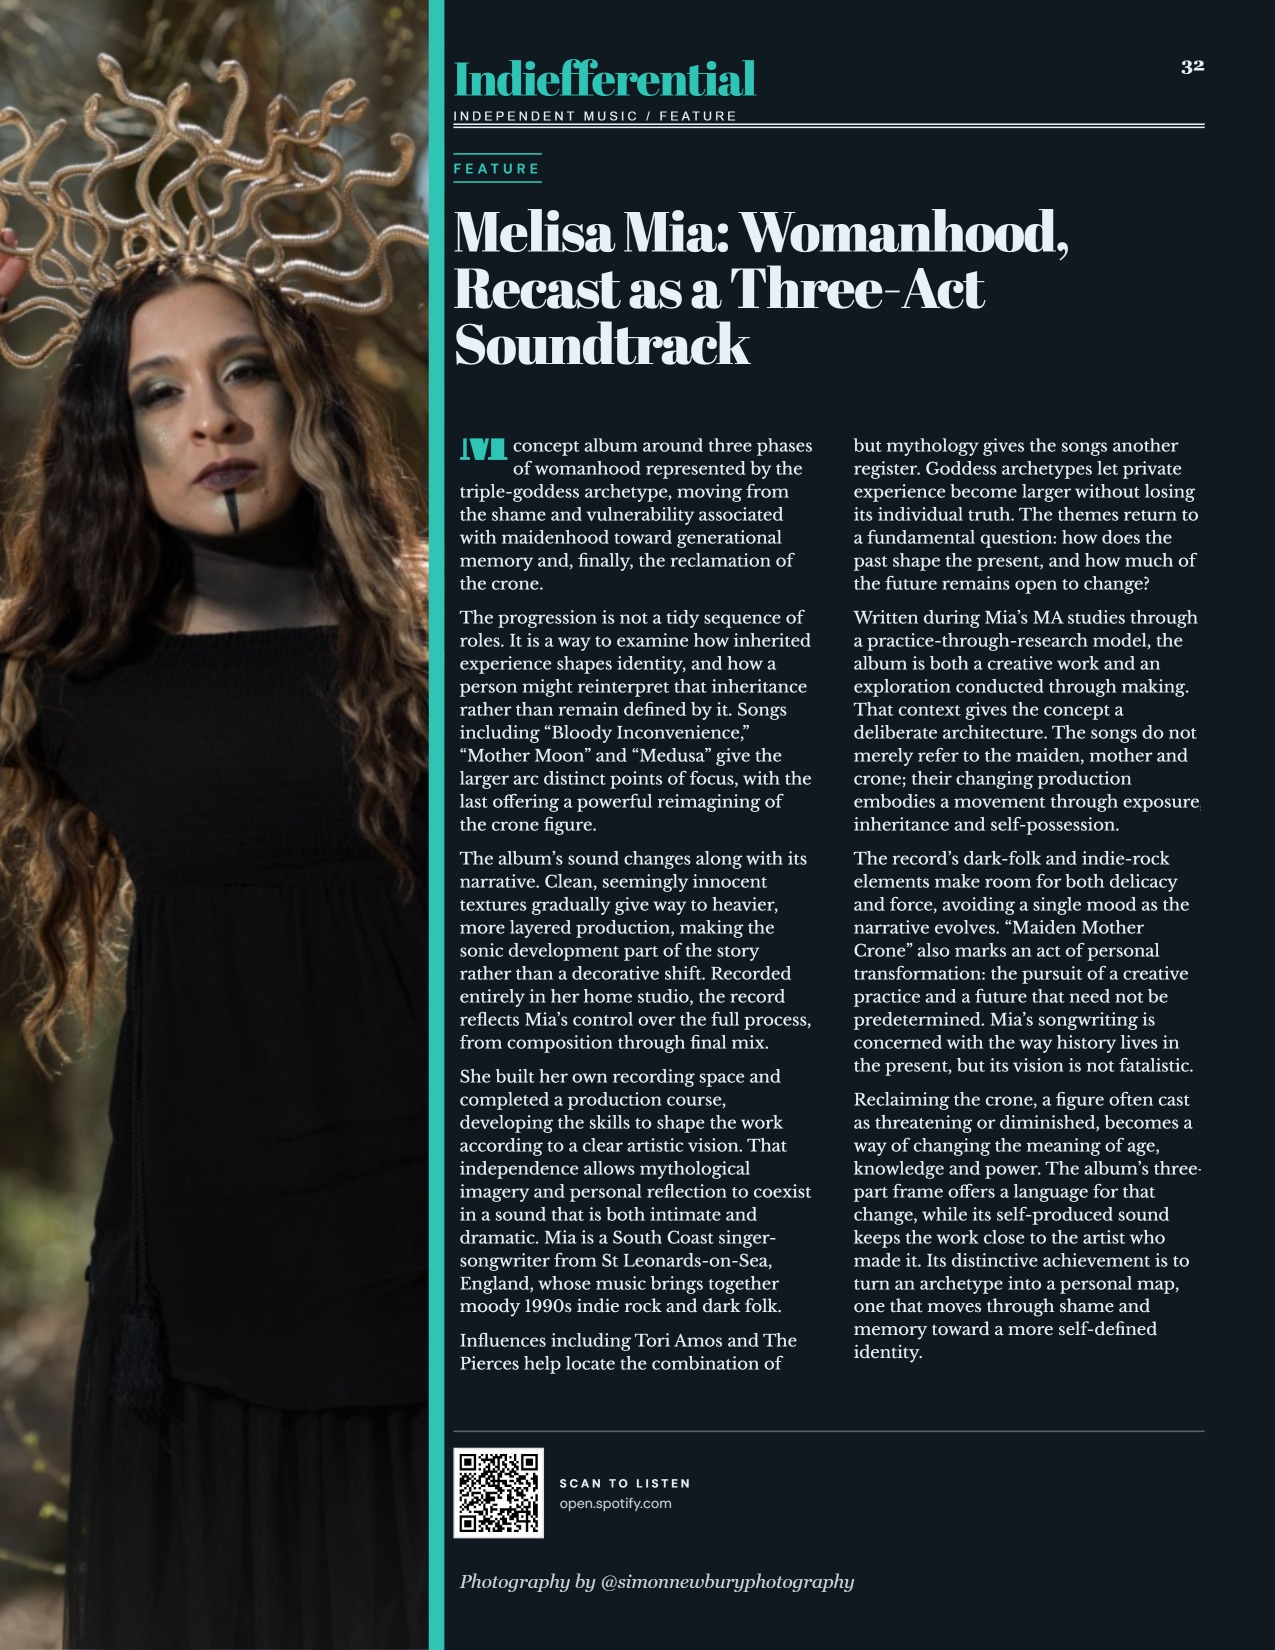 Indiefferential
32
INDEPENDENT MUSIC / FEATURE
FEATURE
Melisa Mia: Womanhood,
Recast as a Three-Act
Soundtrack
M concept album around three phases
of womanhood represented by the
triple-goddess archetype, moving from
the shame and vulnerability associated
with maidenhood toward generational
memory and, finally, the reclamation of
the crone.
The progression is not a tidy sequence of
roles. It is a way to examine how inherited
experience shapes identity, and how a
person might reinterpret that inheritance
rather than remain defined by it. Songs
including “Bloody Inconvenience,”
“Mother Moon” and “Medusa” give the
larger arc distinct points of focus, with the
last offering a powerful reimagining of
the crone figure.
The album’s sound changes along with its
narrative. Clean, seemingly innocent
textures gradually give way to heavier,
more layered production, making the
sonic development part of the story
rather than a decorative shift. Recorded
entirely in her home studio, the record
reflects Mia’s control over the full process,
from composition through final mix.
She built her own recording space and
completed a production course,
developing the skills to shape the work
according to a clear artistic vision. That
independence allows mythological
imagery and personal reflection to coexist
in a sound that is both intimate and
dramatic. Mia is a South Coast singer-
songwriter from St Leonards-on-Sea,
England, whose music brings together
moody 1990s indie rock and dark folk.
Influences including Tori Amos and The
Pierces help locate the combination of
but mythology gives the songs another
register. Goddess archetypes let private
experience become larger without losing
its individual truth. The themes return to
a fundamental question: how does the
past shape the present, and how much of
the future remains open to change?
Written during Mia’s MA studies through
a practice-through-research model, the
album is both a creative work and an
exploration conducted through making.
That context gives the concept a
deliberate architecture. The songs do not
merely refer to the maiden, mother and
crone; their changing production
embodies a movement through exposure,
inheritance and self-possession.
The record’s dark-folk and indie-rock
elements make room for both delicacy
and force, avoiding a single mood as the
narrative evolves. “Maiden Mother
Crone” also marks an act of personal
transformation: the pursuit of a creative
practice and a future that need not be
predetermined. Mia’s songwriting is
concerned with the way history lives in
the present, but its vision is not fatalistic.
Reclaiming the crone, a figure often cast
as threatening or diminished, becomes a
way of changing the meaning of age,
knowledge and power. The album’s three-
part frame offers a language for that
change, while its self-produced sound
keeps the work close to the artist who
made it. Its distinctive achievement is to
turn an archetype into a personal map,
one that moves through shame and
memory toward a more self-defined
identity.
SCAN TO LISTEN
open.spotify.com
Photography by @simonnewburyphotography